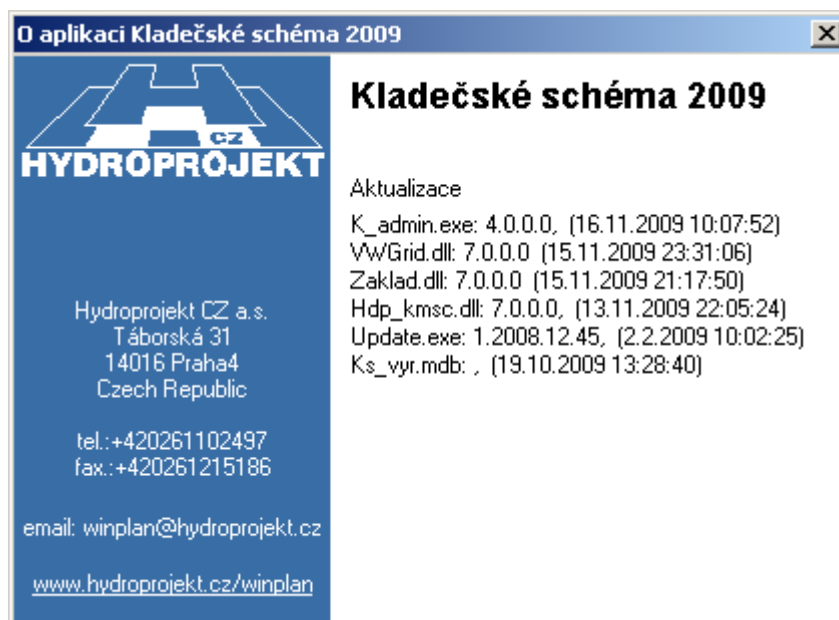 O aplikaci Kladečské schéma 2009
CZ
HYDROPROJEKT
Hydroprojekt CZ a.s.
Táborská 31
14016 Praha4
Czech Republic
tel.:+420261102497
fax.:+420261215186
email: winplan@hydroprojekt.cz
www.hydroprojekt.cz/winplan
Kladečské schéma 2009
Aktualizace
K_admin.exe: 4.0.0.0, (16.11.2009 10:07:52)
VWGrid.dll: 7.0.0.0 (15.11.2009 23:31:06)
Zaklad.dll: 7.0.0.0 (15.11.2009 21:17:50)
Hdp_kmsc.dll: 7.0.0.0, (13.11.2009 22:05:24)
Update.exe: 1.2008.12.45, (2.2.2009 10:02:25)
Ks_vyr.mdb: , (19.10.2009 13:28:40)